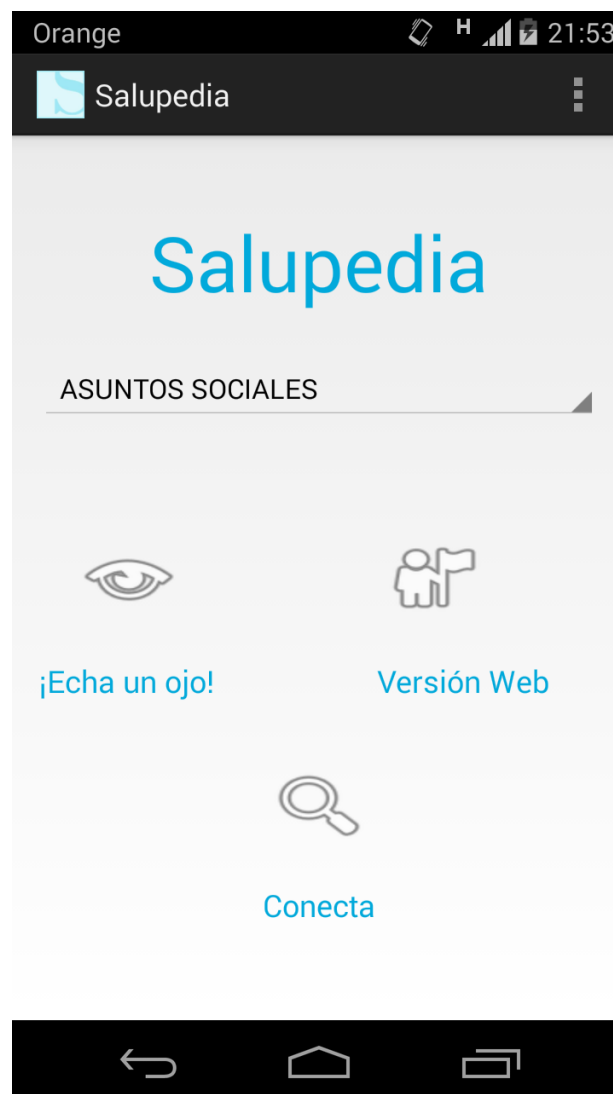 Orange H 21:53
Salupedia
Salupedia
ASUNTOS SOCIALES
¡Echa un ojo! Versión Web
Conecta